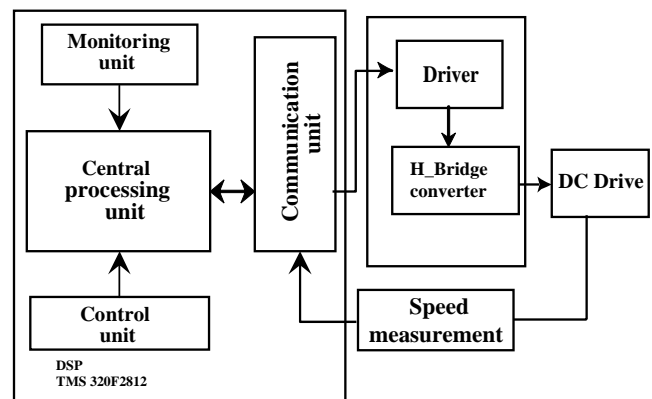 Monitoring
unit
Central
processing
unit
Control
unit
DSP
TMS 320F2812
Communication
unit
Driver
H_Bridge
converter
DC Drive
Speed
measurement